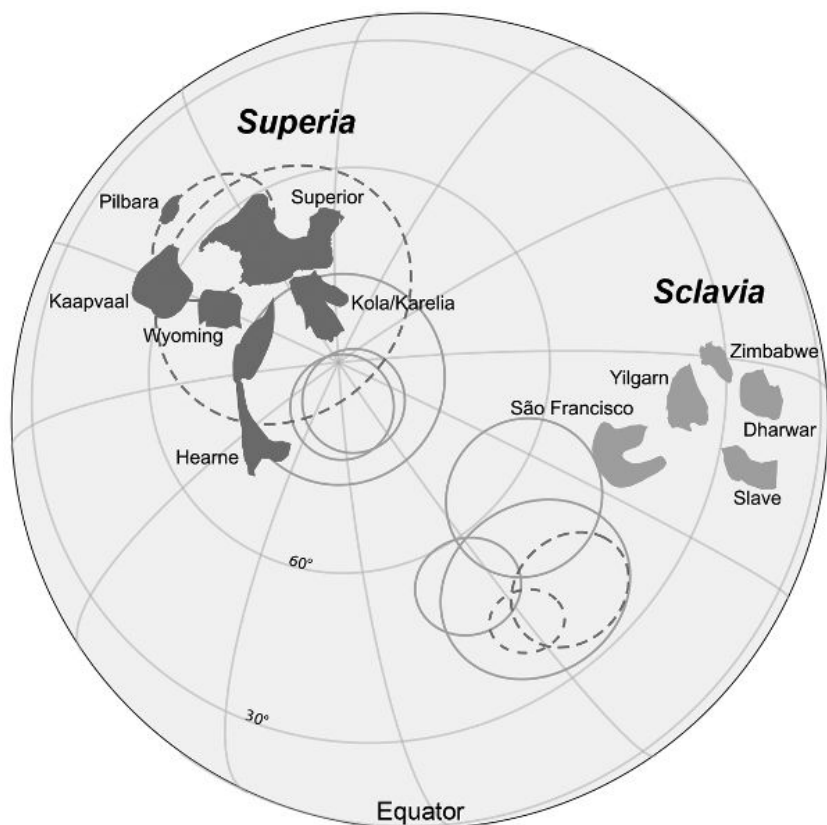 Superia
Pilbara
Superior
Kaapvaal
Kola/Karelia
Wyoming
Sclavia
Zimbabwe
Yilgarn
São Francisco
Dharwar
Hearne
Slave
60°
30°
Equator